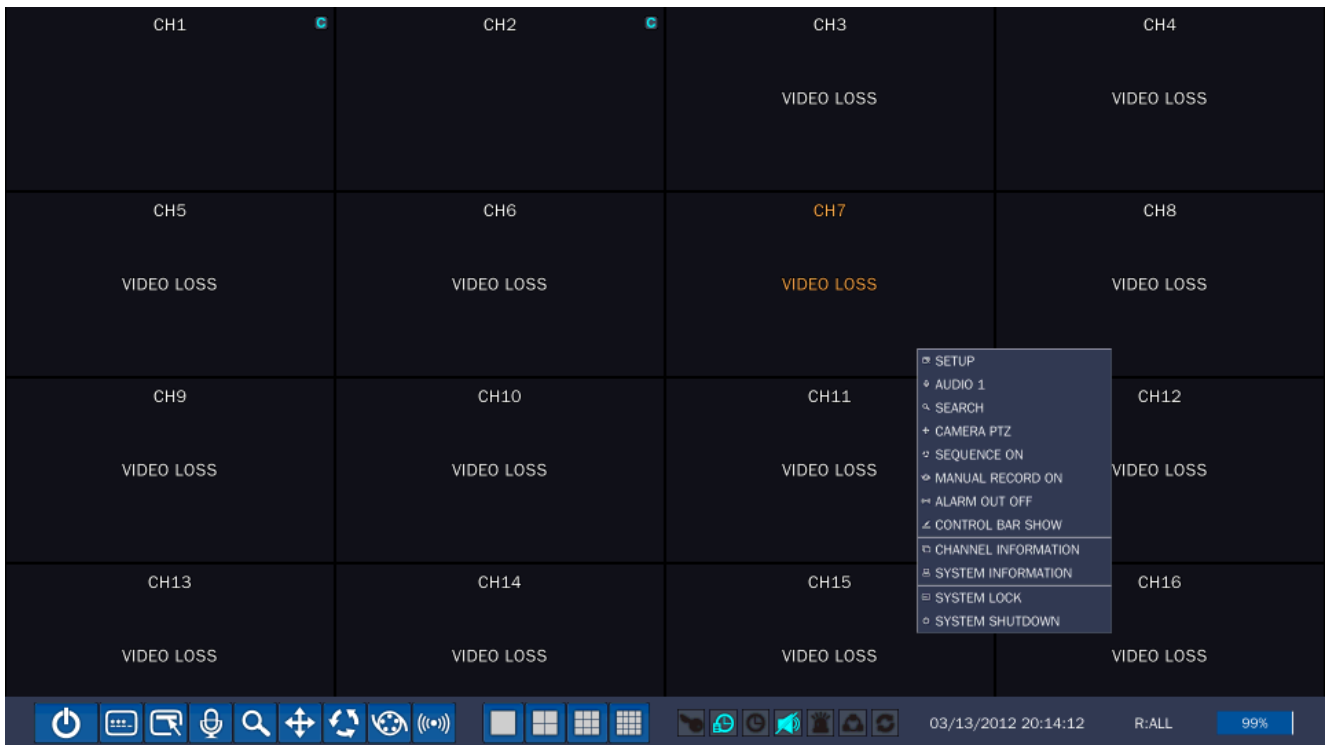 CH1 C CH2 C CH3 CH4
VIDEO LOSS VIDEO LOSS
CH5 CH6 CH7 CH8
VIDEO LOSS VIDEO LOSS VIDEO LOSS VIDEO LOSS
SETUP
AUDIO 1
CH9 CH10 CH11 CH12
SEARCH
CAMERA PTZ
SEQUENCE ON
VIDEO LOSS VIDEO LOSS VIDEO LOSS VIDEO LOSS
MANUAL RECORD ON
ALARM OUT OFF
CONTROL BAR SHOW
CHANNEL INFORMATION
SYSTEM INFORMATION
CH13 CH14 CH15 CH16
SYSTEM LOCK
SYSTEM SHUTDOWN
VIDEO LOSS VIDEO LOSS VIDEO LOSS VIDEO LOSS
03/13/2012 20:14:12 R:ALL 99%